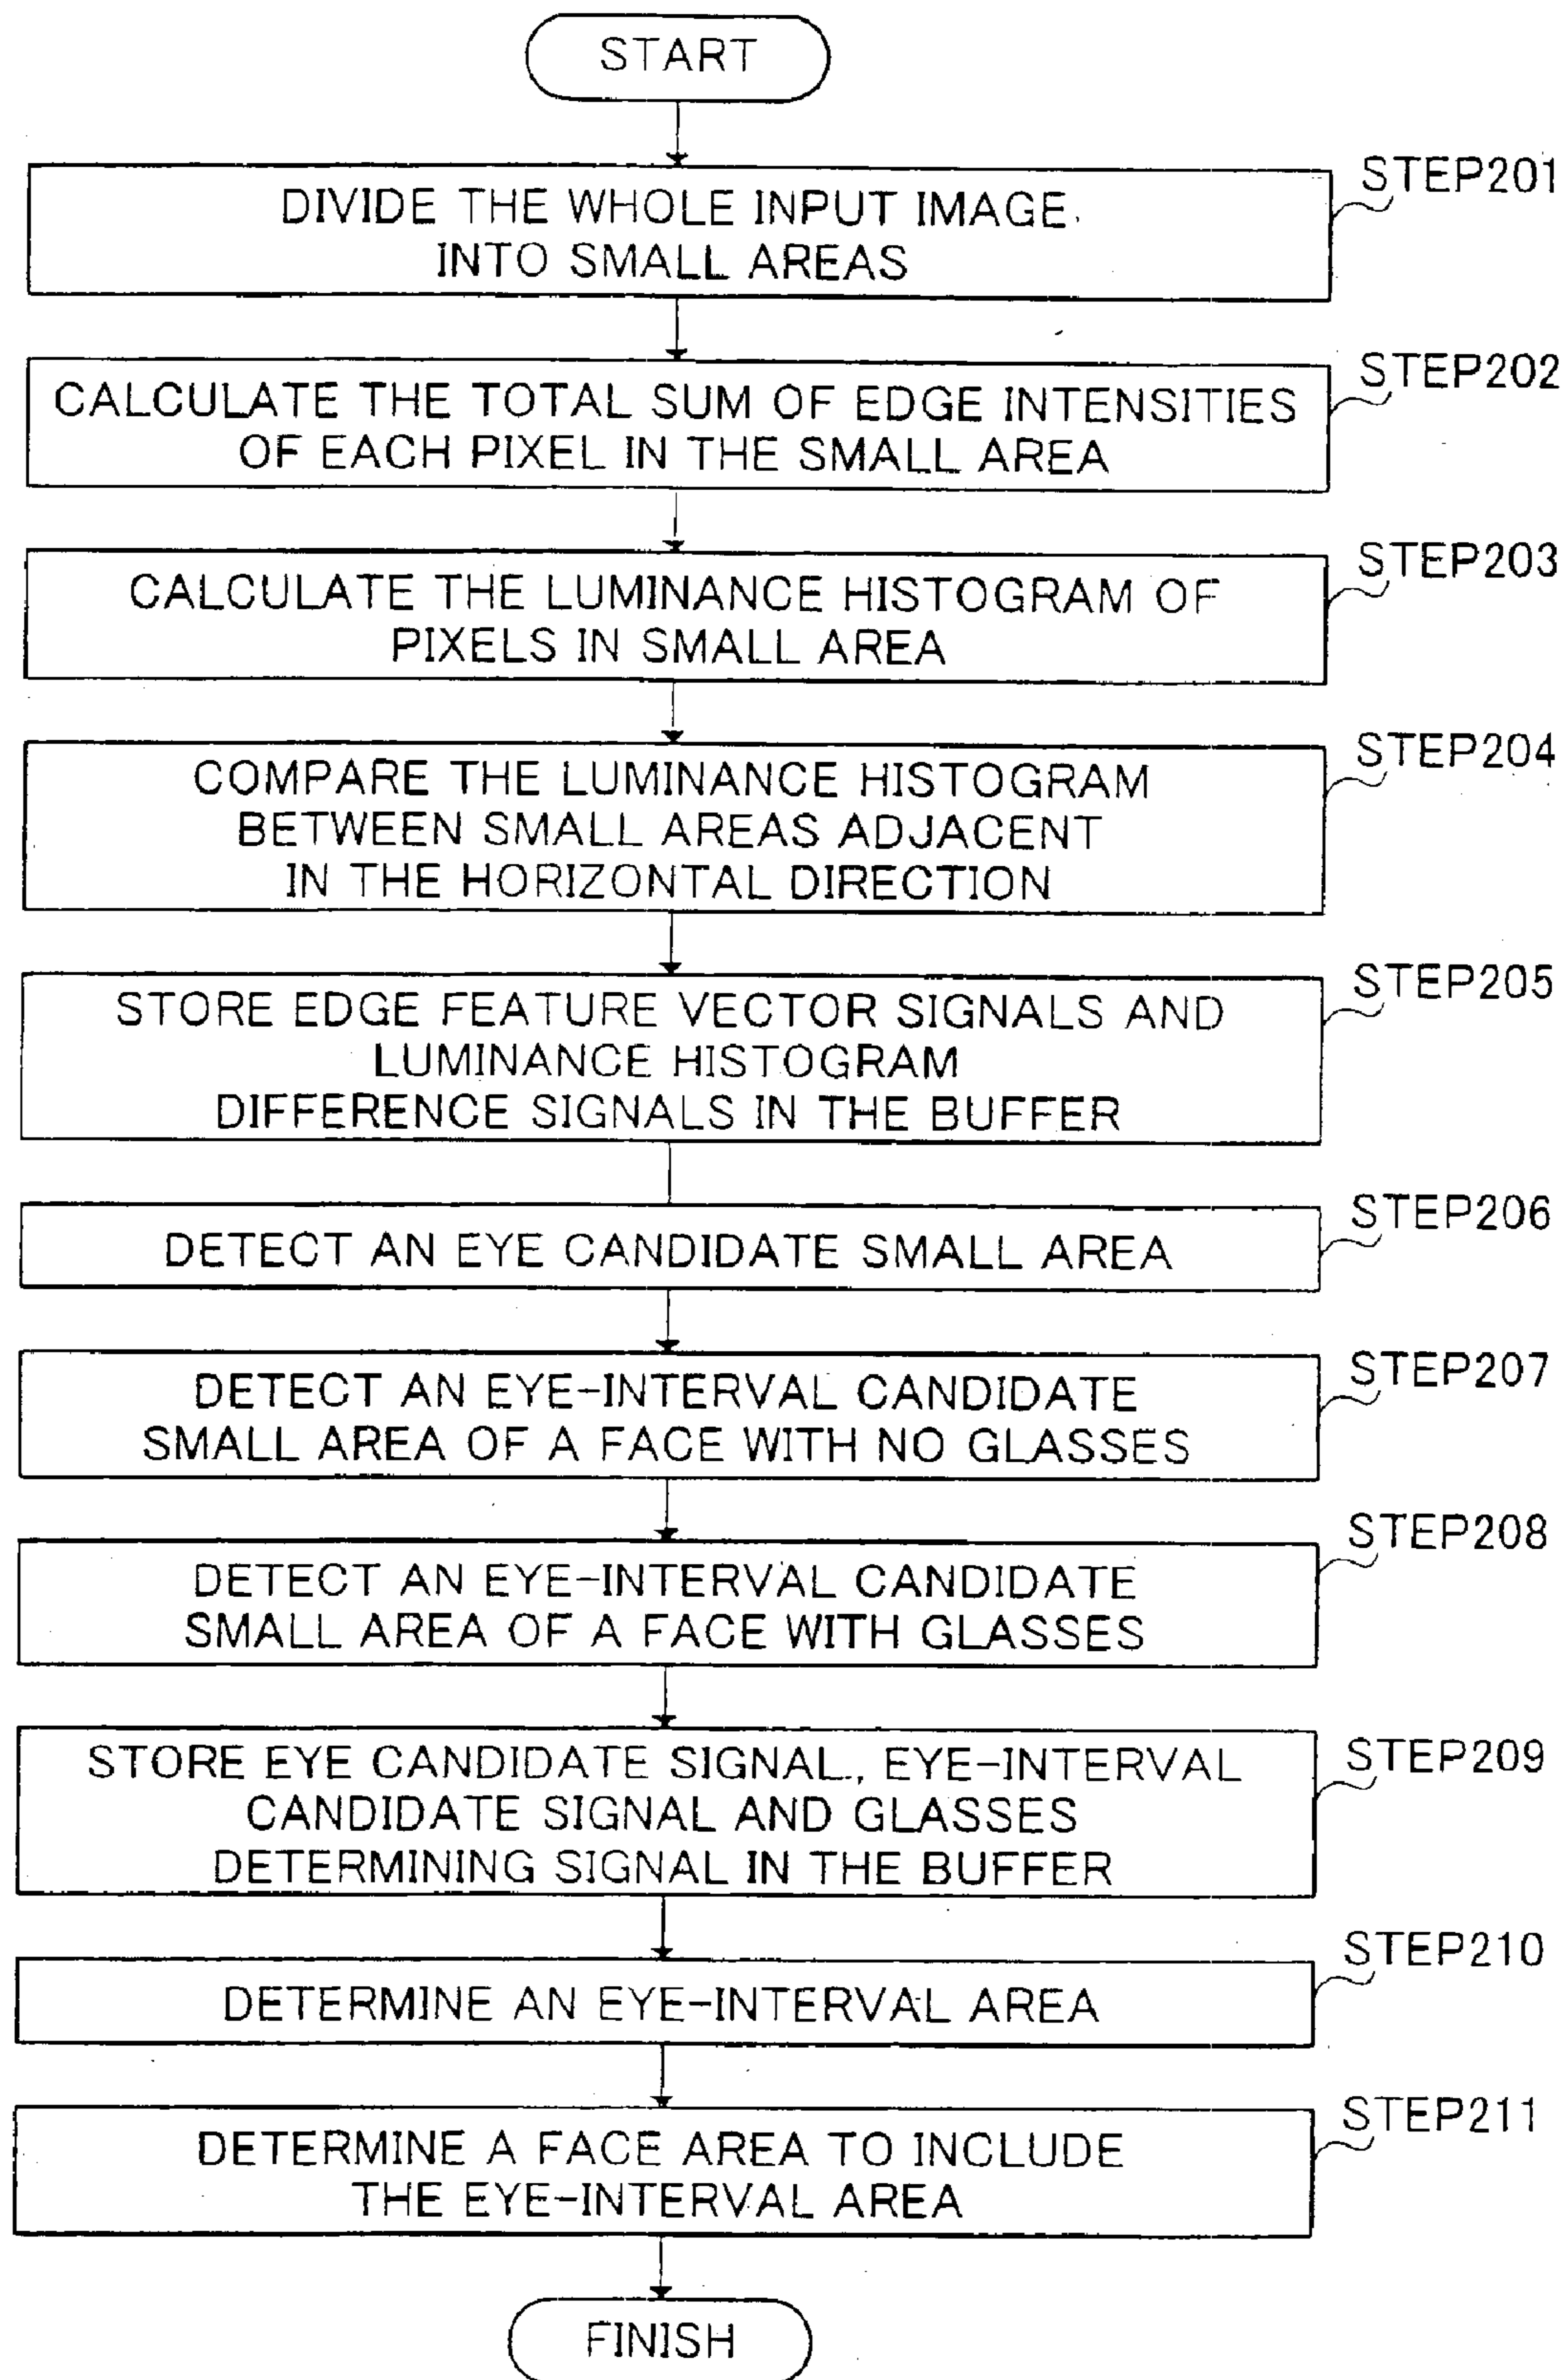 START
STEP201
DIVIDE THE WHOLE INPUT IMAGE
INTO SMALL AREAS
STEP202
CALCULATE THE TOTAL SUM OF EDGE INTENSITIES
OF EACH PIXEL IN THE SMALL AREA
STEP203
CALCULATE THE LUMINANCE HISTOGRAM OF
PIXELS IN SMALL AREA
STEP204
COMPARE THE LUMINANCE HISTOGRAM
BETWEEN SMALL AREAS ADJACENT
IN THE HORIZONTAL DIRECTION
STEP205
STORE EDGE FEATURE VECTOR SIGNALS AND
LUMINANCE HISTOGRAM
DIFFERENCE SIGNALS IN THE BUFFER
STEP206
DETECT AN EYE CANDIDATE SMALL AREA
STEP207
DETECT AN EYE-INTERVAL CANDIDATE
SMALL AREA OF A FACE WITH NO GLASSES
STEP208
DETECT AN EYE-INTERVAL CANDIDATE
SMALL AREA OF A FACE WITH GLASSES
STEP209
STORE EYE CANDIDATE SIGNAL, EYE-INTERVAL
CANDIDATE SIGNAL AND GLASSES
DETERMINING SIGNAL IN THE BUFFER
STEP210
DETERMINE AN EYE-INTERVAL AREA
STEP211
DETERMINE A FACE AREA TO INCLUDE
THE EYE-INTERVAL AREA
FINISH